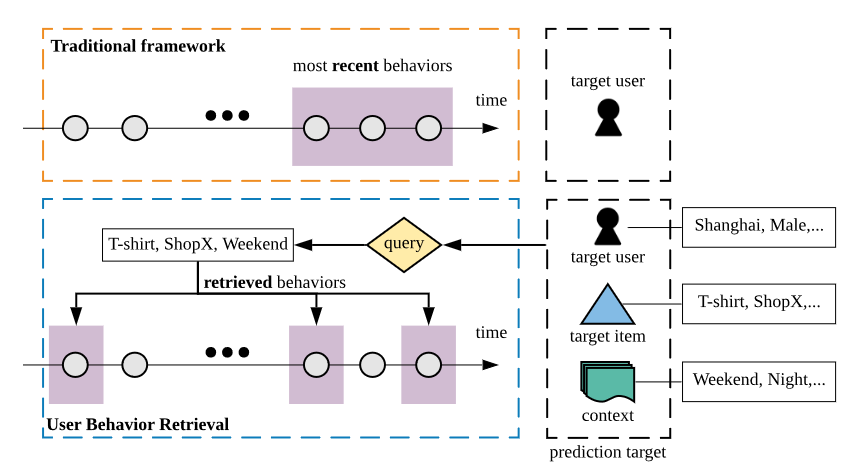 Traditional framework
most recent behaviors
time
target user
T-shirt, ShopX, Weekend
query
retrieved behaviors
time
User Behavior Retrieval
target user
Shanghai, Male,...
target item
T-shirt, ShopX,...
context
Weekend, Night,...
prediction target